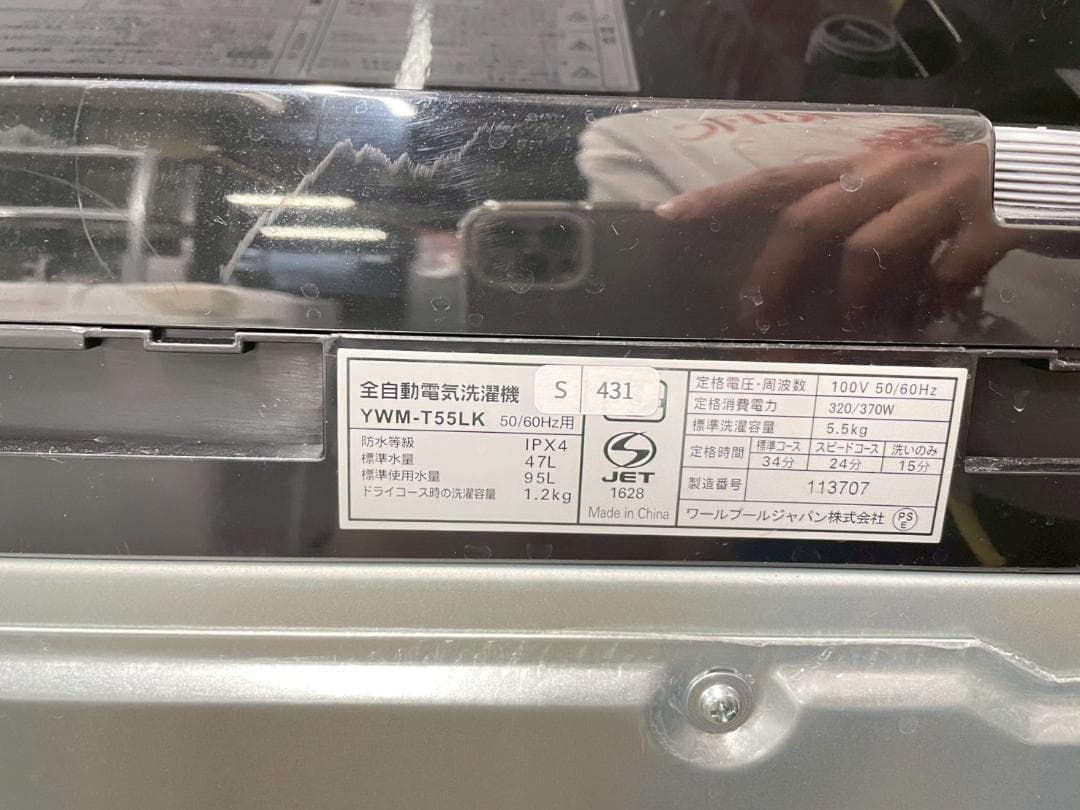 全自動電気洗濯機
S 431
YWM-T55LK 50/60Hz用
防水等級 IPX4
標準水量 47L
標準使用水量 95L
ドライコース時の洗濯容量 1.2kg
JET
1628
Made in China
定格電圧・周波数 100V 50/60Hz
定格消費電力 320/370W
標準洗濯容量 5.5kg
定格時間 標準コース スピードコース 洗いのみ
34分 24分 15分
製造番号 113707
ワールプールジャパン株式会社 PSE